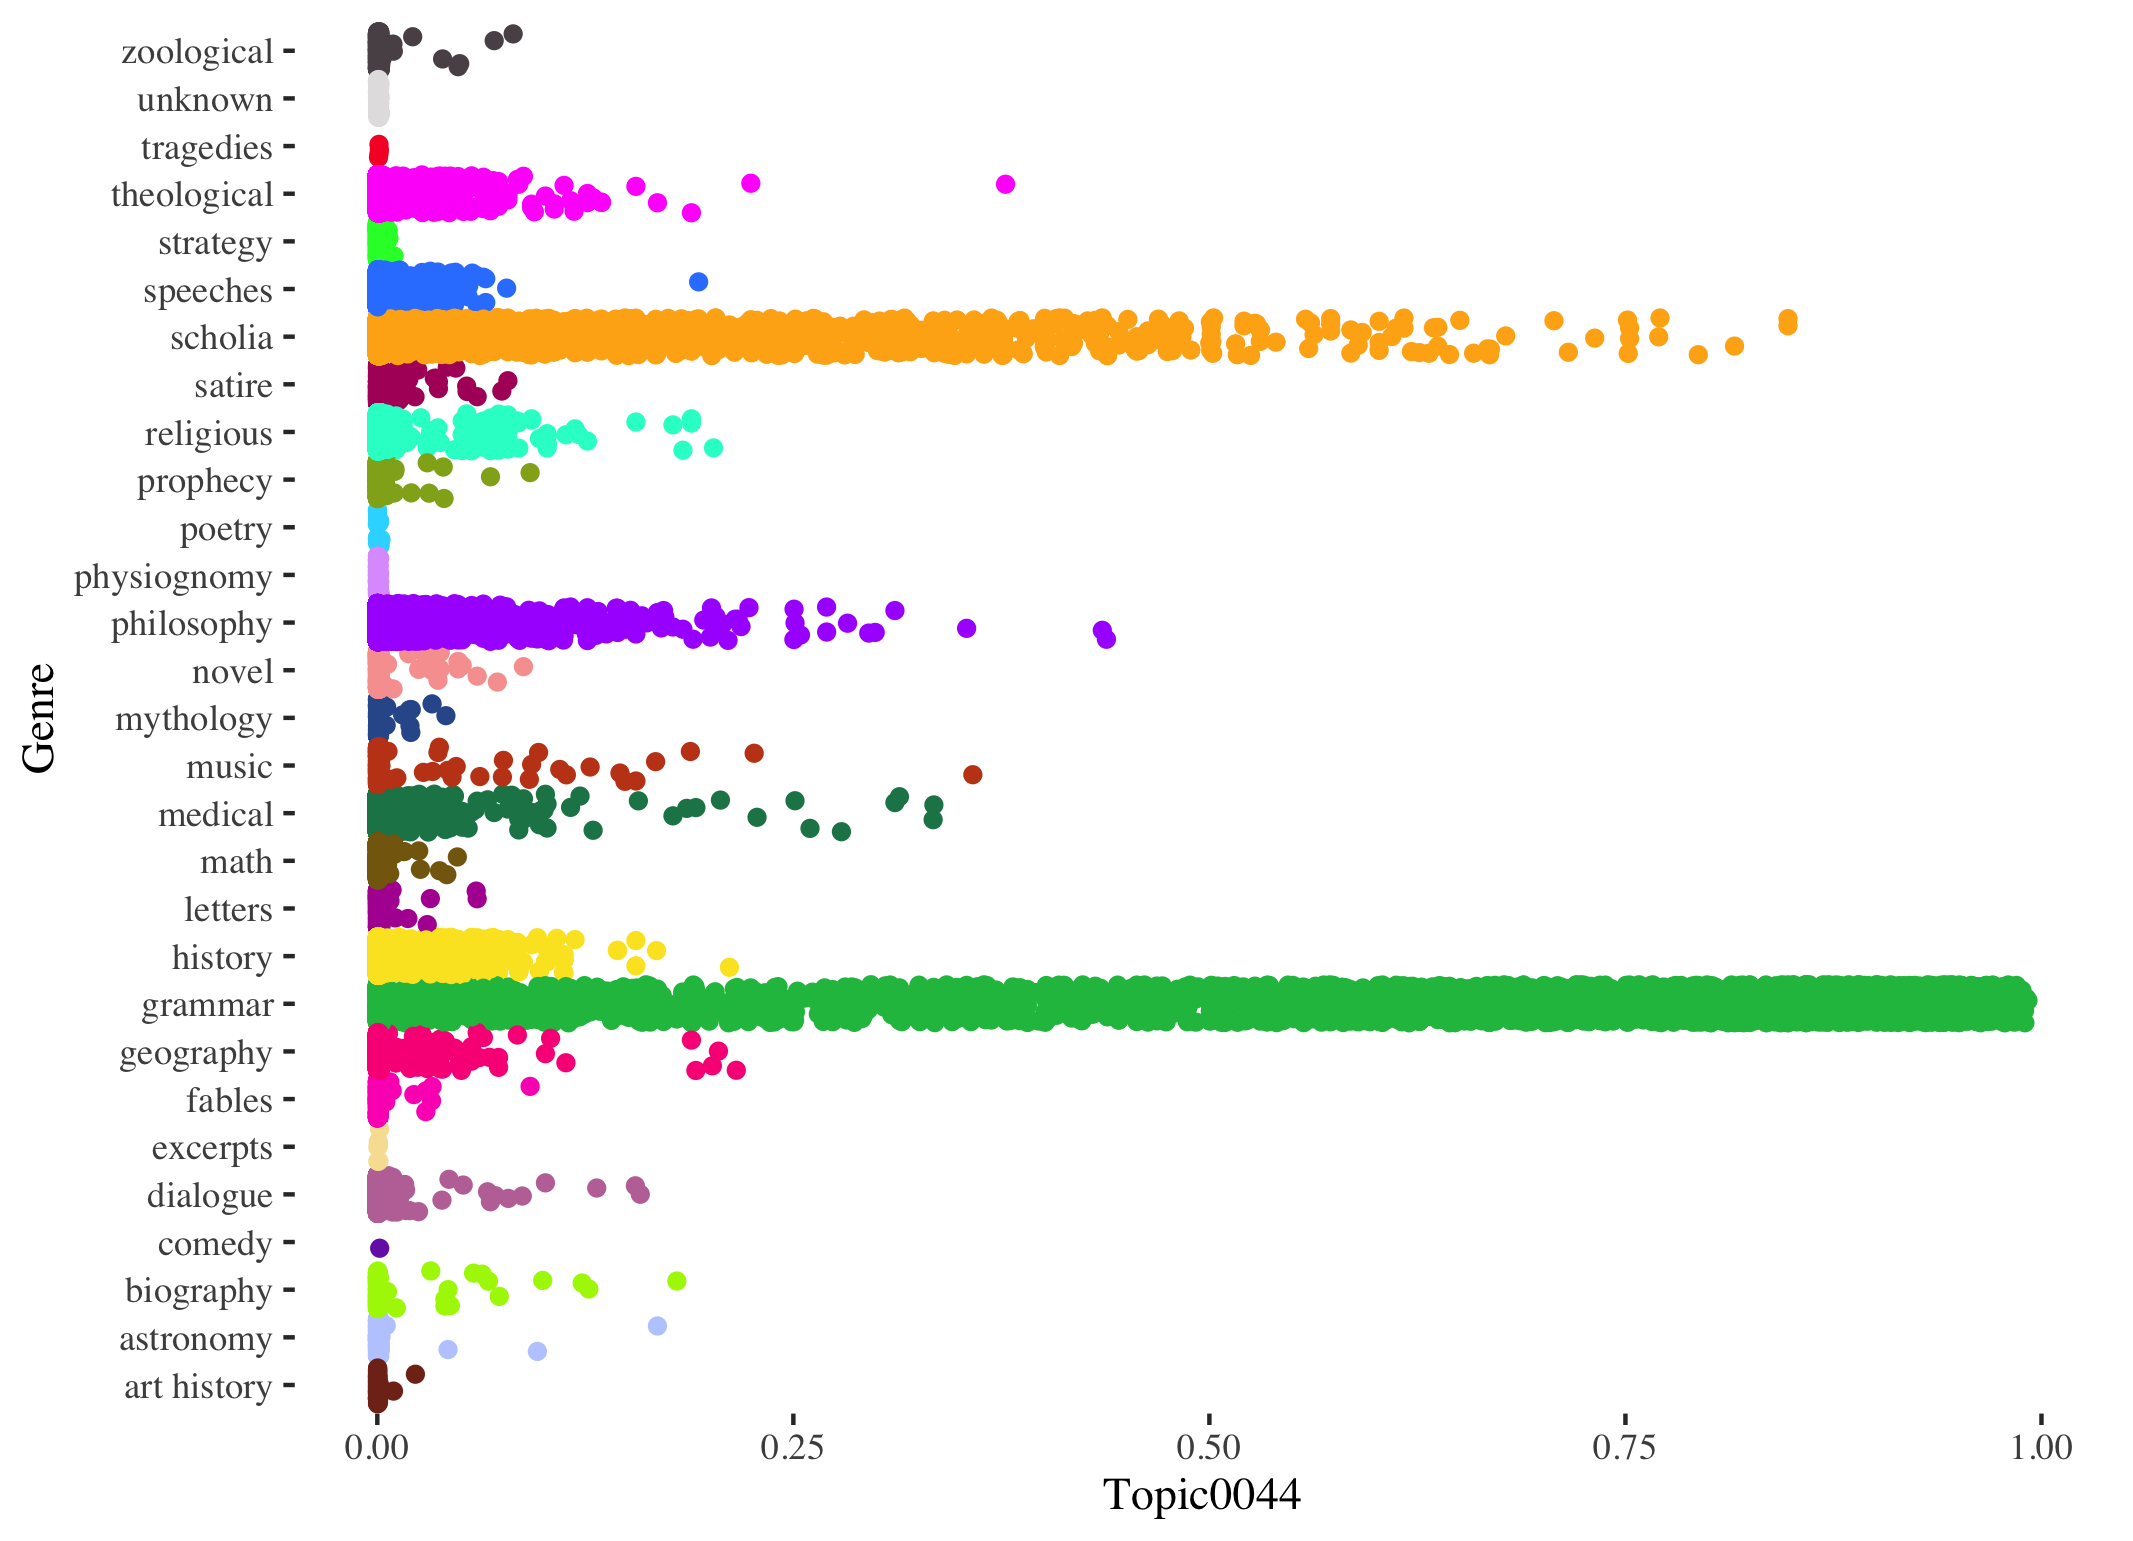 Genre
zoological
unknown
tragedies
theological
strategy
speeches
scholia
satire
religious
prophecy
poetry
physiognomy
philosophy
novel
mythology
music
medical
math
letters
history
grammar
geography
fables
excerpts
dialogue
comedy
biography
astronomy
art history
0.00 0.25 0.50 0.75 1.00
Topic0044